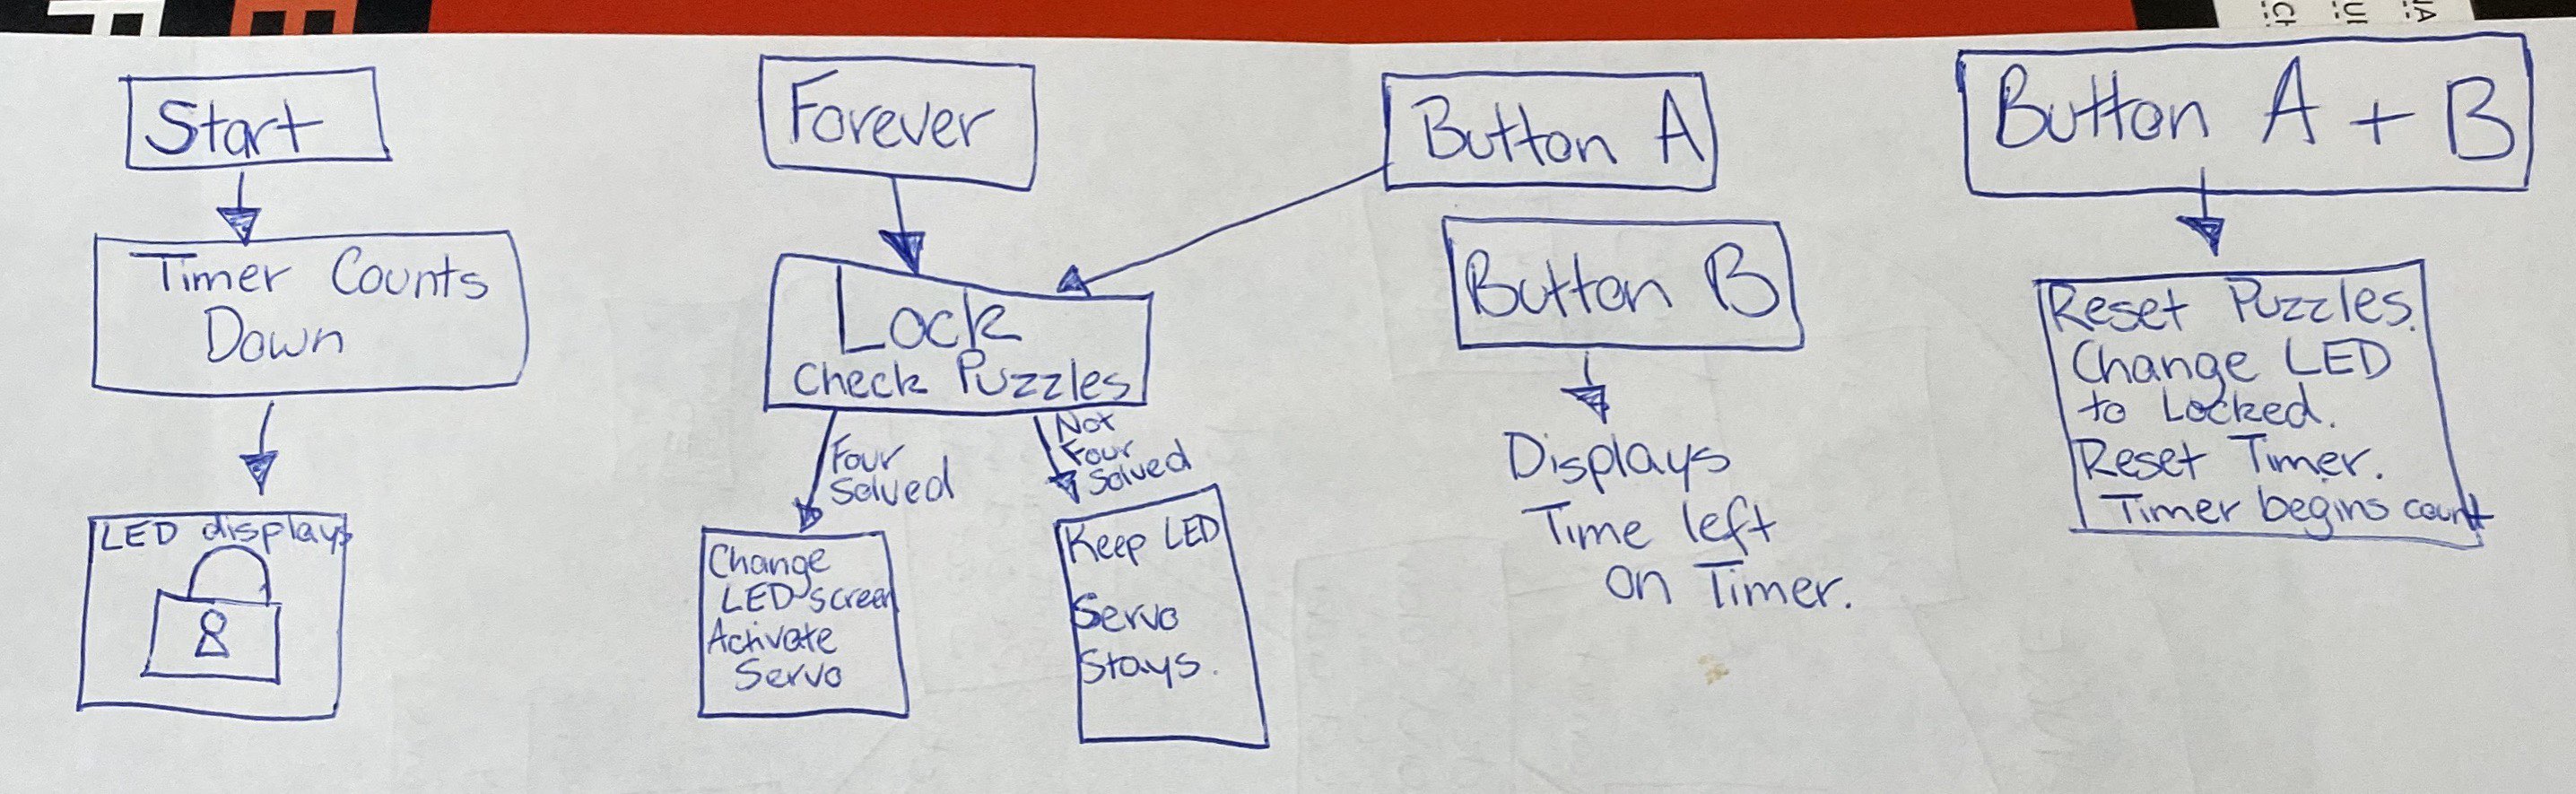 Start
Timer Counts
Down
LED displays
Forever
Lock
Check Puzzles
Four
Solved
Not
Four
Solved
Change
LED screen
Activate
Servo
Keep LED
Servo
Stays.
Button A
Button B
Displays
Time left
on Timer.
Button A + B
Reset Puzzles.
Change LED
to Locked.
Reset Timer.
Timer begins count